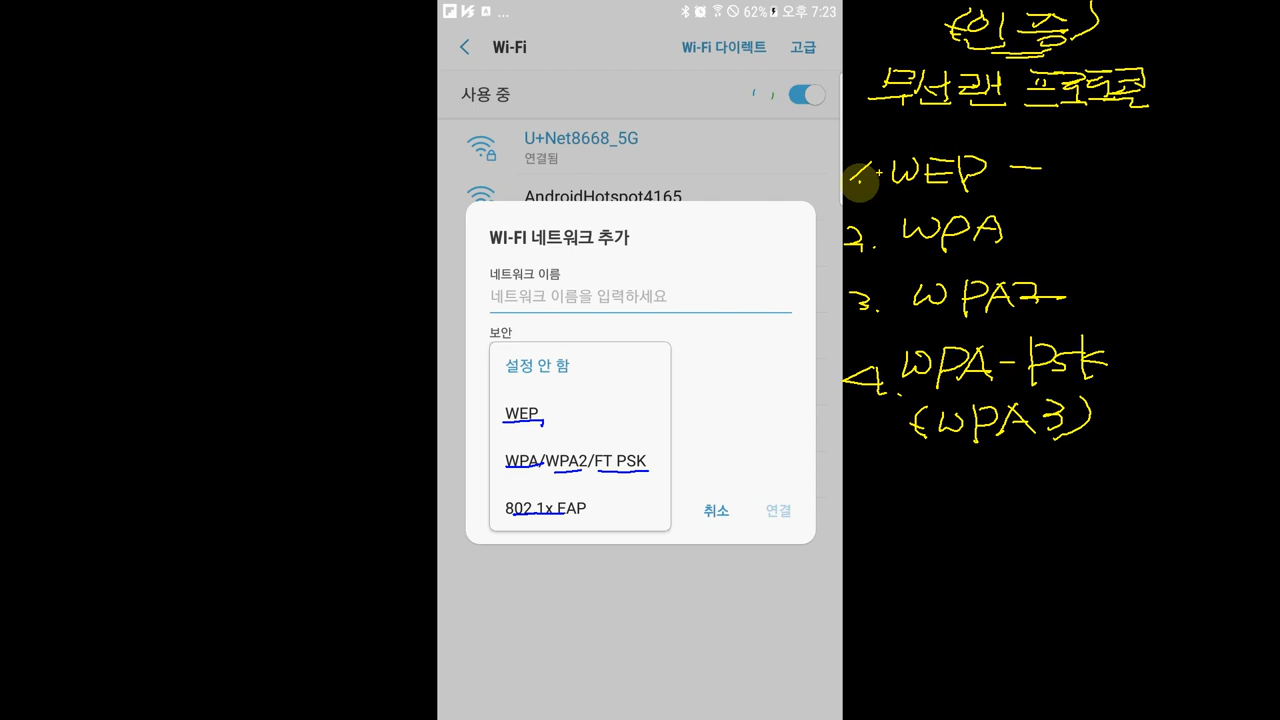 ... 62% 오후 7:23
Wi-Fi Wi-Fi 다이렉트 고급
사용 중
U+Net8668_5G
연결됨
AndroidHotspot4165
WI-FI 네트워크 추가
네트워크 이름
네트워크 이름을 입력하세요
보안
설정 안 함
WEP
WPA/WPA2/FT PSK
802.1x EAP
취소 연결
(인증)
무선랜 프로토콜
1. WEP -
2. WPA
3. WPA2
4. WPA-PSK
(WPA3)